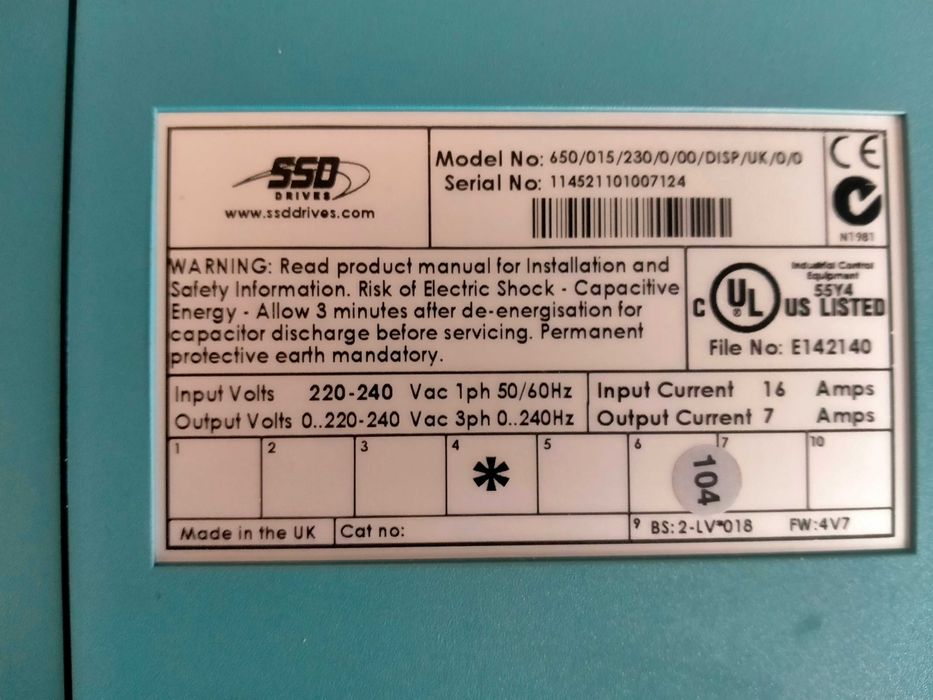 SSD
DRIVES
www.ssddrives.com
Model No: 650/015/230/0/00/DISP/UK/0/0
Serial No: 114521101007124
CE
N1981
WARNING: Read product manual for Installation and
Safety Information. Risk of Electric Shock - Capacitive
Energy - Allow 3 minutes after de-energisation for
capacitor discharge before servicing. Permanent
protective earth mandatory.
Industrial Control
Equipment
55Y4
C UL ® US LISTED
File No: E142140
Input Volts 220-240 Vac 1ph 50/60Hz
Output Volts 0..220-240 Vac 3ph 0..240Hz
Input Current 16 Amps
Output Current 7 Amps
1 2 3 4 5 6 7 10
*
104
Made in the UK
Cat no:
9 BS: 2-LV*018 FW:4V7